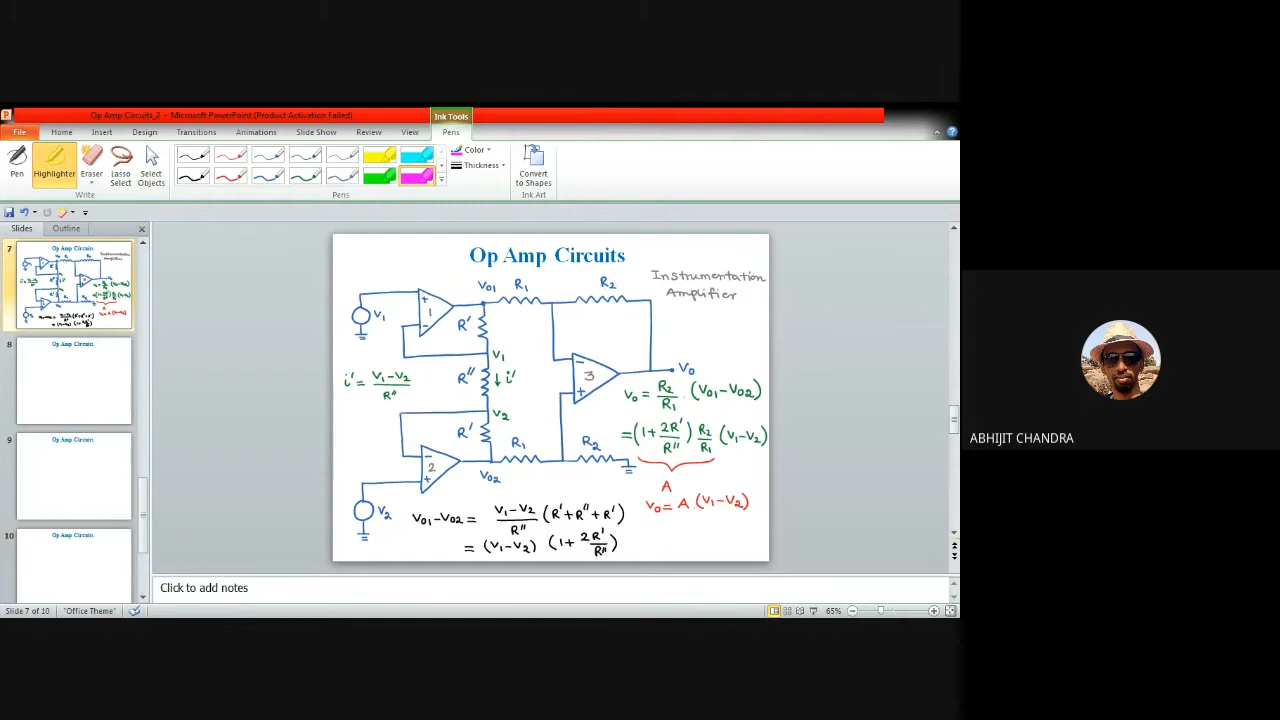 Op Amp Circuits_2 - Microsoft PowerPoint (Product Activation Failed)
Ink Tools
File Home Insert Design Transitions Animations Slide Show Review View Pens
Pen Highlighter Eraser Lasso Select Select Objects
Color
Thickness
Convert to Shapes
Write Pens Ink Art
Slides Outline
7
Op Amp Circuits
8
Op Amp Circuits
9
Op Amp Circuits
10
Op Amp Circuits
Op Amp Circuits
Instrumentation
Amplifier
V01 R1 R2
+ 1 -
V1
R'
V1
i' = (V1-V2)/R''
R'' ↓ i'
V2
R'
- 3 +
V0
V0 = R2/R1 . (V01-V02)
= (1+2R'/R'') R2/R1 (V1-V2)
A
V0 = A.(V1-V2)
R1 R2
- 2 +
V02
V2
V01-V02 = (V1-V2)/R'' (R'+R''+R')
= (V1-V2) (1+2R'/R'')
Click to add notes
Slide 7 of 10 "Office Theme" 65%
ABHIJIT CHANDRA